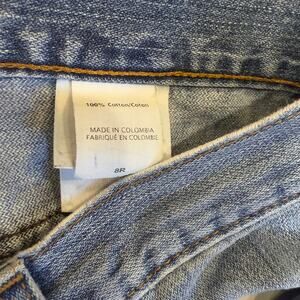 100% Cotton/Coton
MADE IN COLOMBIA
FABRIQUÉ EN COLOMBIE
8R